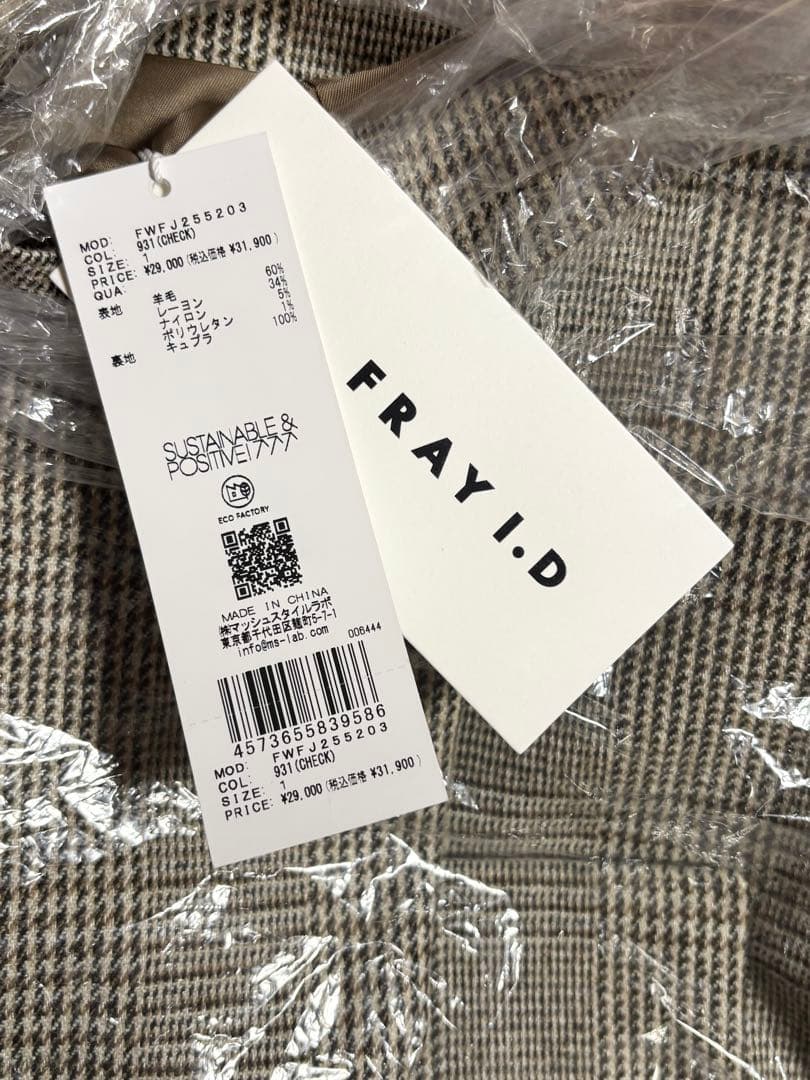 MOD: FWFJ255203
COL: 931(CHECK)
SIZE: 1
PRICE: ¥29,000(税込価格 ¥31,900)
QUA:
表地 羊毛 60%
レーヨン 34%
ナイロン 5%
ポリウレタン 1%
裏地 キュプラ 100%
SUSTAINABLE &
POSITIVE!
ECO FACTORY
MADE IN CHINA
㈱マッシュスタイルラボ
東京都千代田区麹町5-7-1
info@ms-lab.com 006444
4573655839586
MOD: FWFJ255203
COL: 931(CHECK)
SIZE: 1
PRICE: ¥29,000(税込価格 ¥31,900)
FRAY I.D